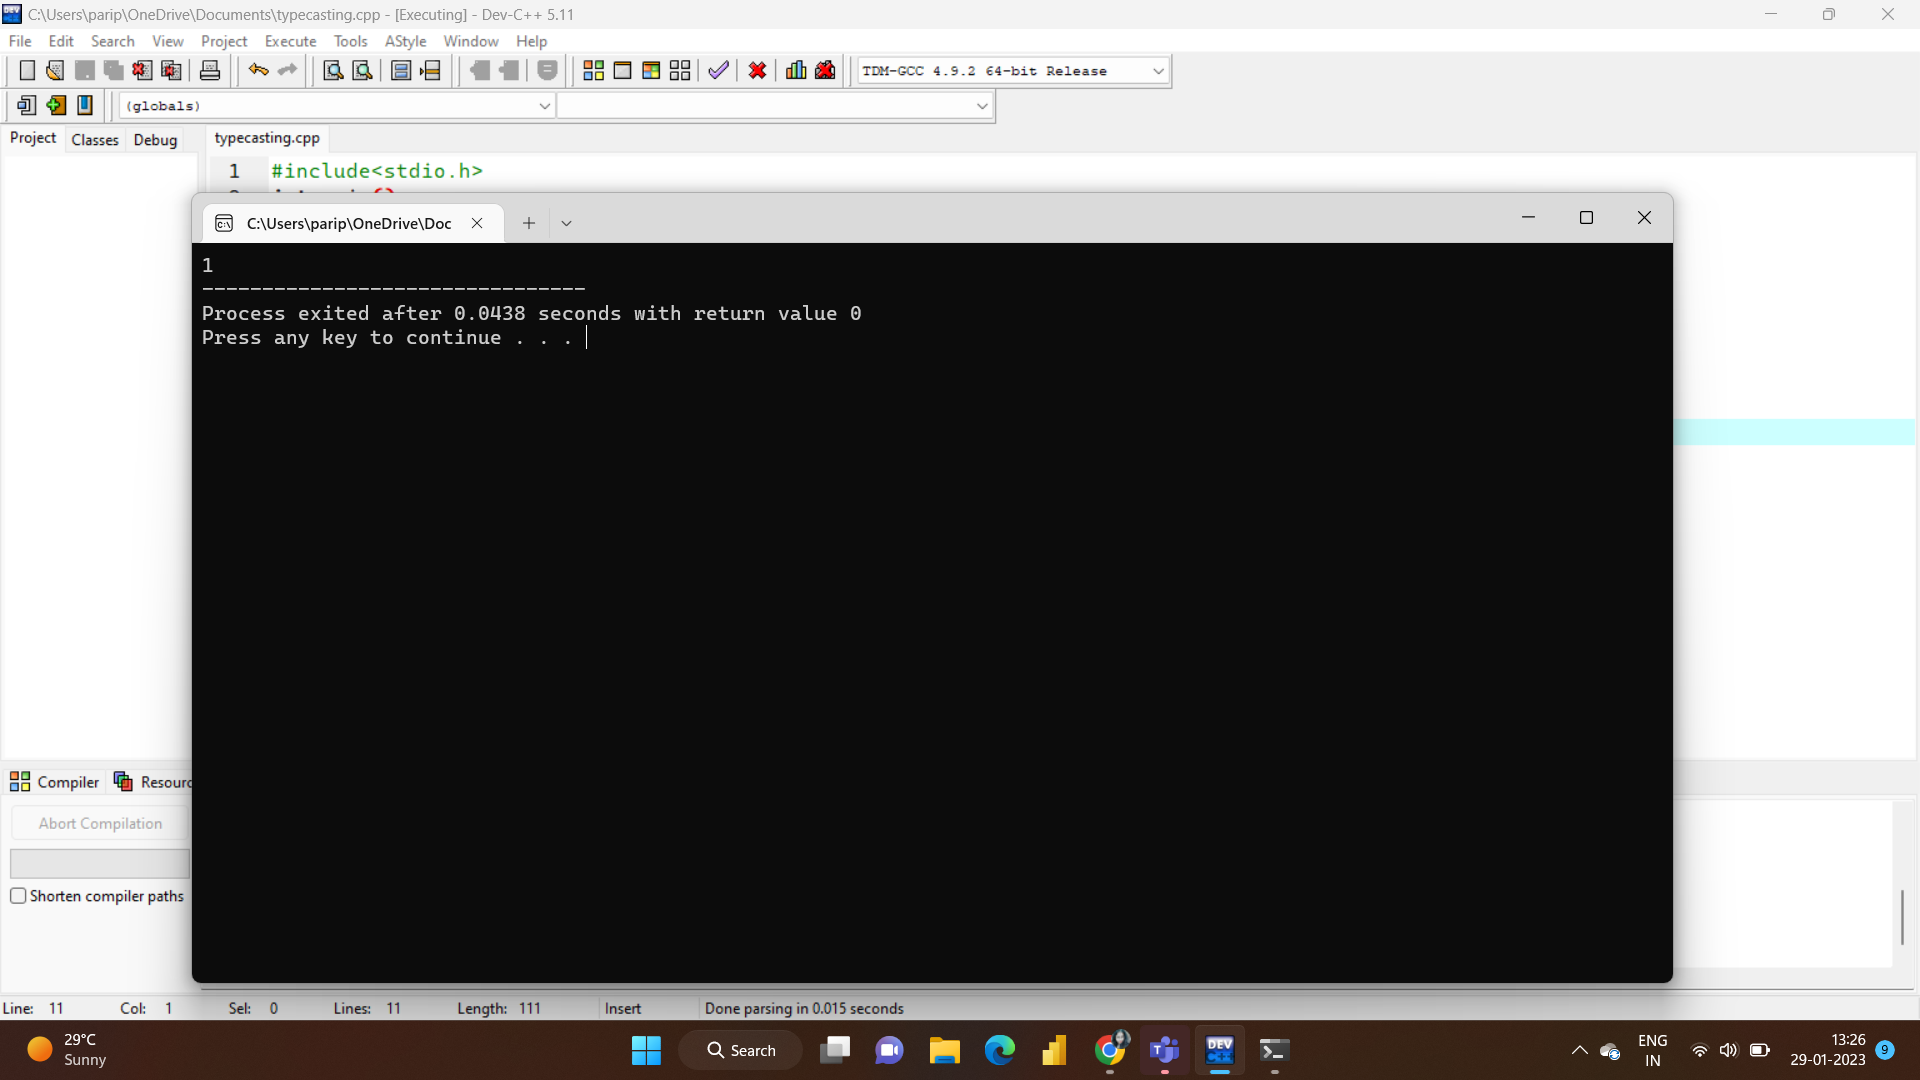 C:\Users\parip\OneDrive\Documents\typecasting.cpp - [Executing] - Dev-C++ 5.11
File Edit Search View Project Execute Tools AStyle Window Help
TDM-GCC 4.9.2 64-bit Release
(globals)
Project Classes Debug typecasting.cpp
1 #include<stdio.h>
C:\Users\parip\OneDrive\Doc
1
--------------------------------
Process exited after 0.0438 seconds with return value 0
Press any key to continue . . .
Compiler Resourc
Abort Compilation
Shorten compiler paths
Line: 11 Col: 1 Sel: 0 Lines: 11 Length: 111 Insert Done parsing in 0.015 seconds
29°C
Sunny
Search
DEV
C++
ENG
IN
13:26
29-01-2023
9